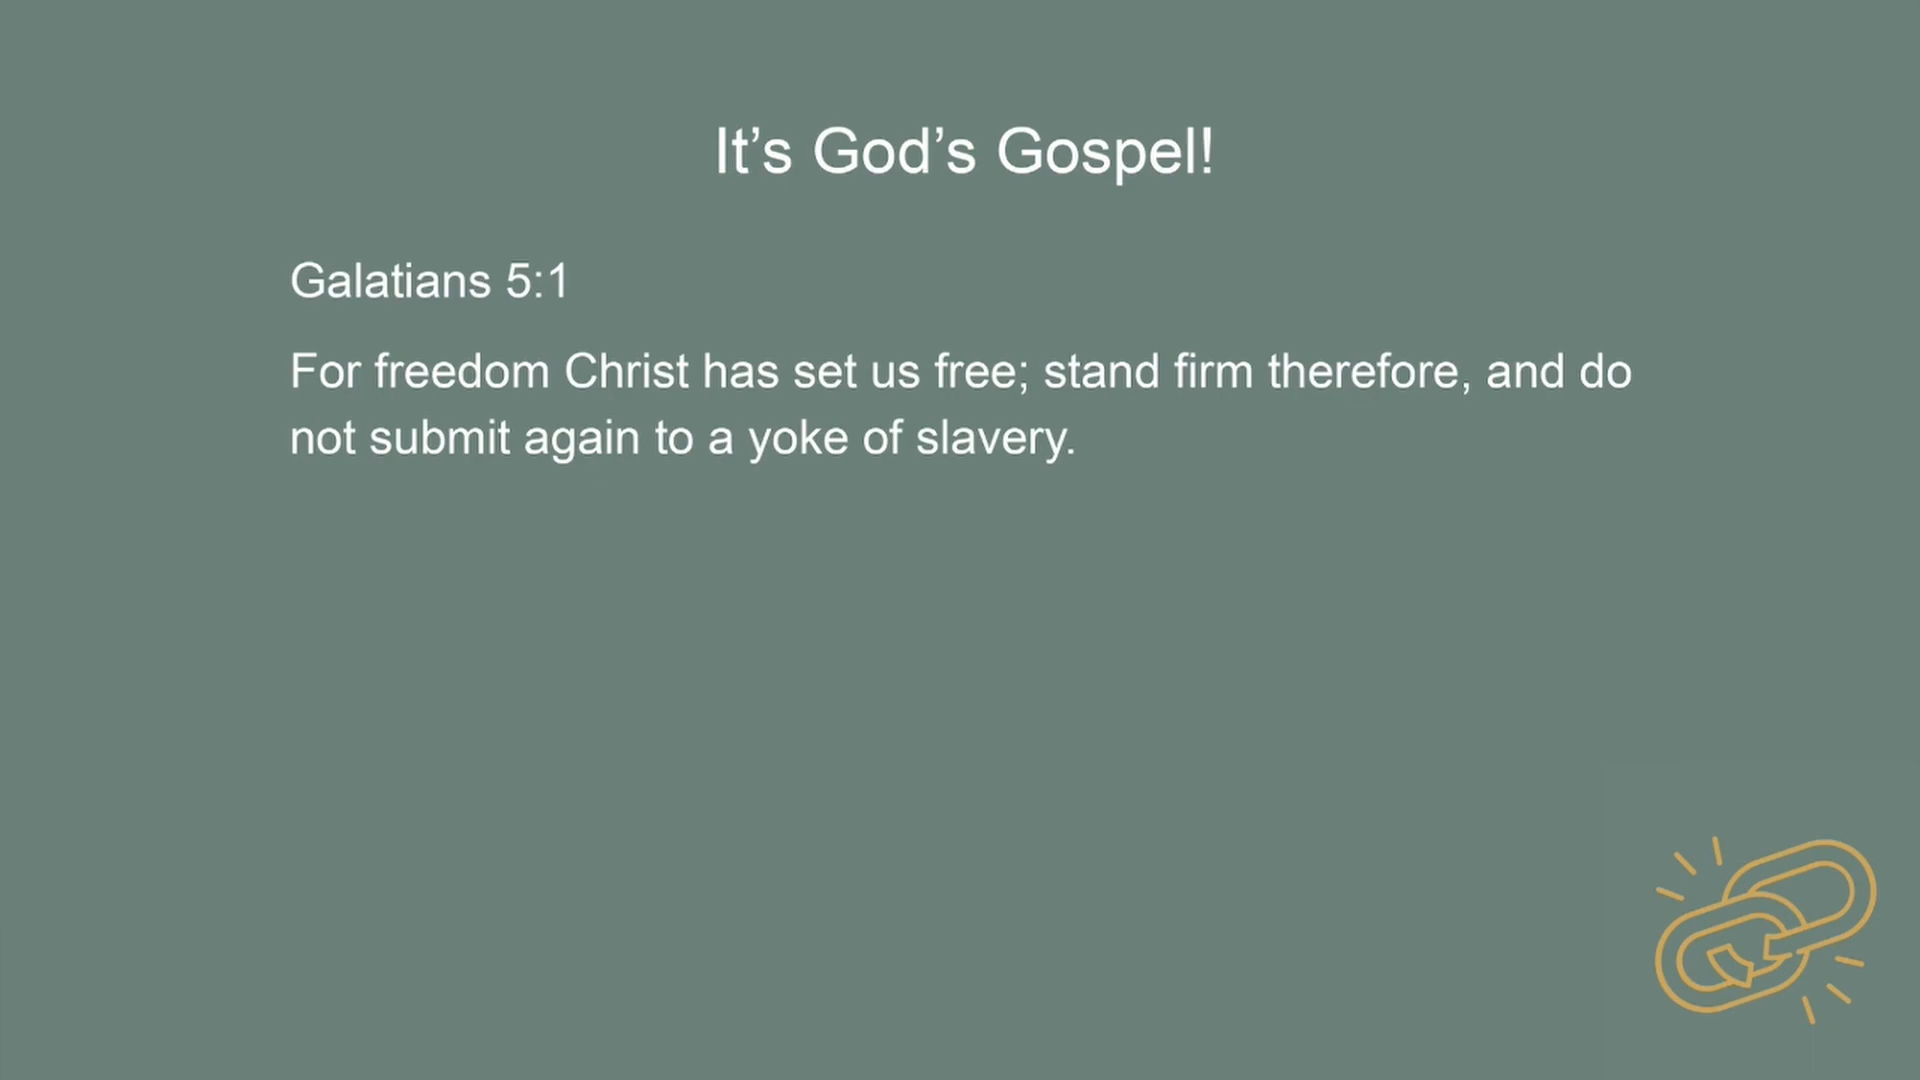 It’s God’s Gospel!
Galatians 5:1
For freedom Christ has set us free; stand firm therefore, and do
not submit again to a yoke of slavery.